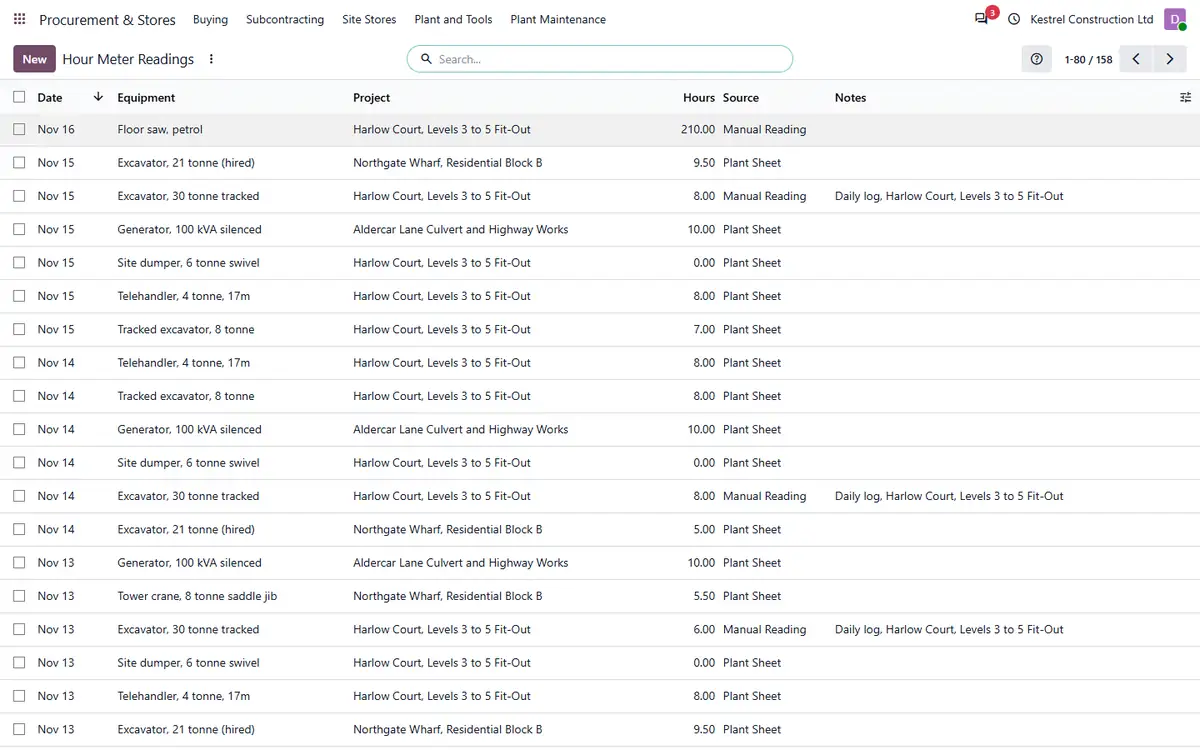 Procurement & Stores Buying Subcontracting Site Stores Plant and Tools Plant Maintenance 3 Kestrel Construction Ltd D
New Hour Meter Readings Search... 1-80 / 158
Date Equipment Project Hours Source Notes
Nov 16 Floor saw, petrol Harlow Court, Levels 3 to 5 Fit-Out 210.00 Manual Reading
Nov 15 Excavator, 21 tonne (hired) Northgate Wharf, Residential Block B 9.50 Plant Sheet
Nov 15 Excavator, 30 tonne tracked Harlow Court, Levels 3 to 5 Fit-Out 8.00 Manual Reading Daily log, Harlow Court, Levels 3 to 5 Fit-Out
Nov 15 Generator, 100 kVA silenced Aldercar Lane Culvert and Highway Works 10.00 Plant Sheet
Nov 15 Site dumper, 6 tonne swivel Harlow Court, Levels 3 to 5 Fit-Out 0.00 Plant Sheet
Nov 15 Telehandler, 4 tonne, 17m Harlow Court, Levels 3 to 5 Fit-Out 8.00 Plant Sheet
Nov 15 Tracked excavator, 8 tonne Harlow Court, Levels 3 to 5 Fit-Out 7.00 Plant Sheet
Nov 14 Telehandler, 4 tonne, 17m Harlow Court, Levels 3 to 5 Fit-Out 8.00 Plant Sheet
Nov 14 Tracked excavator, 8 tonne Harlow Court, Levels 3 to 5 Fit-Out 8.00 Plant Sheet
Nov 14 Generator, 100 kVA silenced Aldercar Lane Culvert and Highway Works 10.00 Plant Sheet
Nov 14 Site dumper, 6 tonne swivel Harlow Court, Levels 3 to 5 Fit-Out 0.00 Plant Sheet
Nov 14 Excavator, 30 tonne tracked Harlow Court, Levels 3 to 5 Fit-Out 8.00 Manual Reading Daily log, Harlow Court, Levels 3 to 5 Fit-Out
Nov 14 Excavator, 21 tonne (hired) Northgate Wharf, Residential Block B 5.00 Plant Sheet
Nov 13 Generator, 100 kVA silenced Aldercar Lane Culvert and Highway Works 10.00 Plant Sheet
Nov 13 Tower crane, 8 tonne saddle jib Northgate Wharf, Residential Block B 5.50 Plant Sheet
Nov 13 Excavator, 30 tonne tracked Harlow Court, Levels 3 to 5 Fit-Out 6.00 Manual Reading Daily log, Harlow Court, Levels 3 to 5 Fit-Out
Nov 13 Site dumper, 6 tonne swivel Harlow Court, Levels 3 to 5 Fit-Out 0.00 Plant Sheet
Nov 13 Telehandler, 4 tonne, 17m Harlow Court, Levels 3 to 5 Fit-Out 8.00 Plant Sheet
Nov 13 Excavator, 21 tonne (hired) Northgate Wharf, Residential Block B 9.50 Plant Sheet